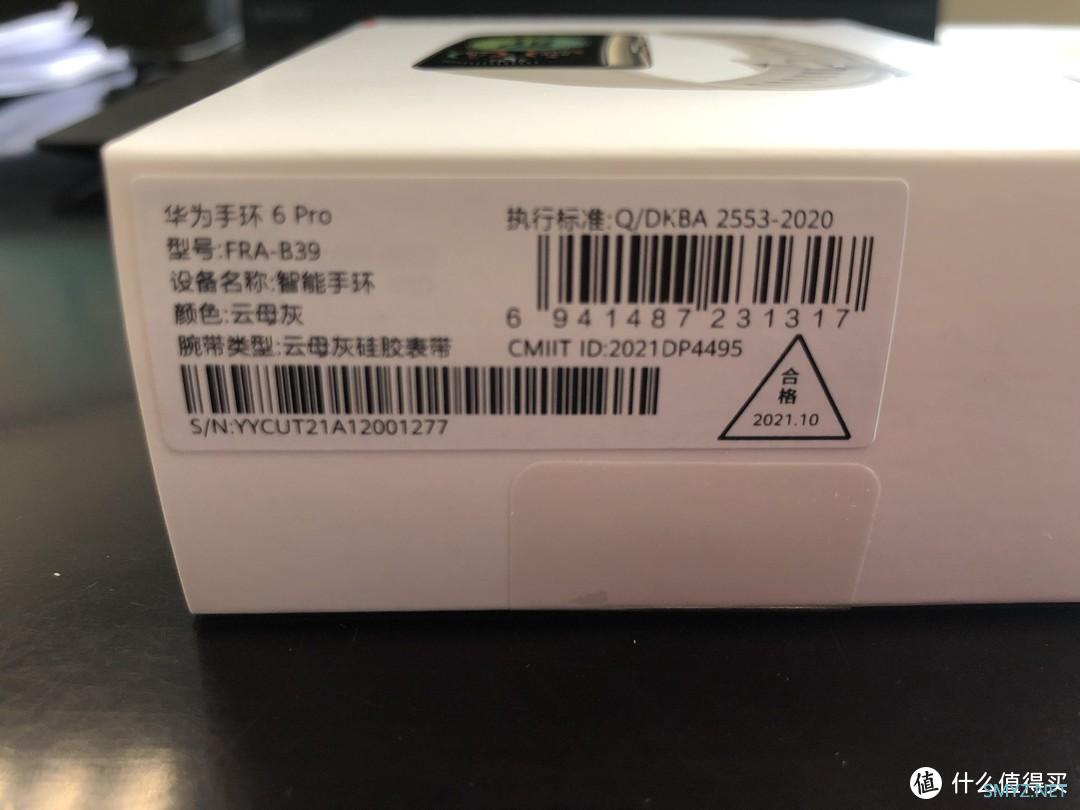 华为手环 6 Pro
型号:FRA-B39
设备名称:智能手环
颜色:云母灰
腕带类型:云母灰硅胶表带
S/N:YYCUT21A12001277
执行标准:Q/DKBA 2553-2020
6 941487 231317
CMIIT ID:2021DP4495
合
格
2021.10
值 什么值得买
SMYZ.NET